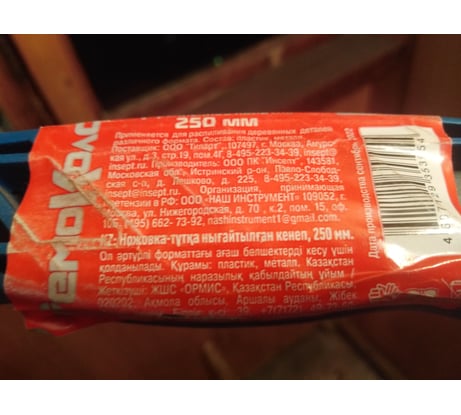 250 мм
Применяется для распиливания деревянных деталей
различного формата. Состав: пластик, металл.
Поставщик: ООО "Гипарт", 107497, г. Москва, Амурс-
кая ул., д.3, стр.19, пом.4Г, 8-495-223-34-39, insept@
insept.ru. Производитель: ООО ПК "Инсепт", 143581,
Московская обл., Истринский р-он, Павло-Слобод-
ская с-а, д. Лешково, д. 225, 8-495-223-34-39,
insept@insept.ru. Организация, принимающая
претензии в РФ: ООО «НАШ ИНСТРУМЕНТ» 109052, г.
Москва, ул. Нижегородская, д. 70, к.2, пом. 15, оф.
(495) 662-73-92, nashinstrument1@gmail.com.
KZ: Ножовка-тұтқа нығайтылған кенеп, 250 мм.
Ол әртүрлі форматтағы ағаш бөлшектерді кесу үшін
қолданылады. Құрамы: пластик, металл. Қазақстан
Республикасының наразылық қабылдайтын ұйым
Жеткізуші: ЖШС «ОРМИС», Қазақстан Республикасы,
020202, Ақмола облысы, Аршалы ауданы, Жібек
Дата производства сентябрь